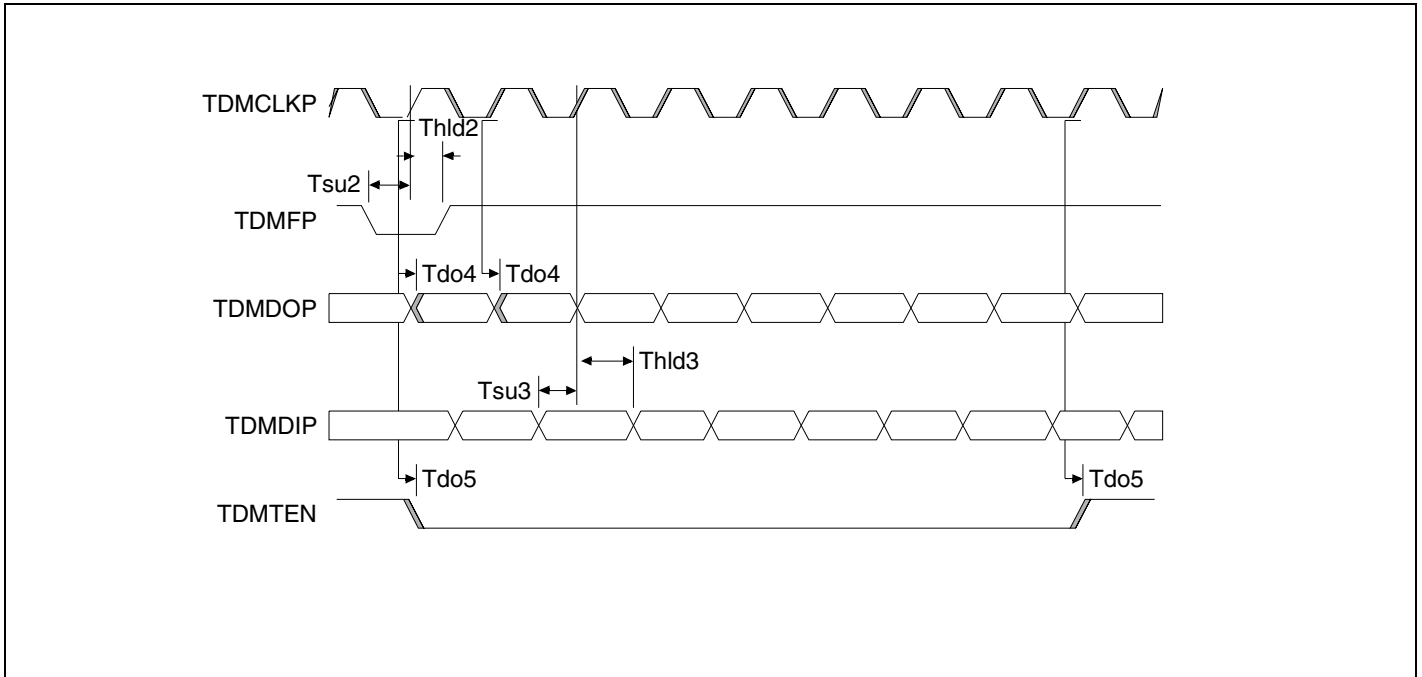 TDMCLKP
Thld2
Tsu2
TDMFP
Tdo4 Tdo4
TDMDOP
Thld3
Tsu3
TDMDIP
Tdo5 Tdo5
TDMTEN